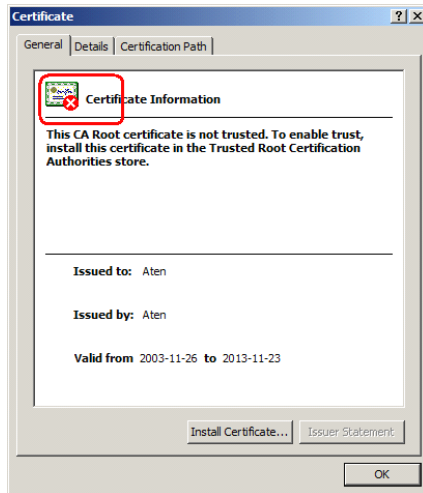 Certificate
General Details Certification Path
Certificate Information
This CA Root certificate is not trusted. To enable trust,
install this certificate in the Trusted Root Certification
Authorities store.
Issued to: Aten
Issued by: Aten
Valid from 2003-11-26 to 2013-11-23
Install Certificate... Issuer Statement
OK